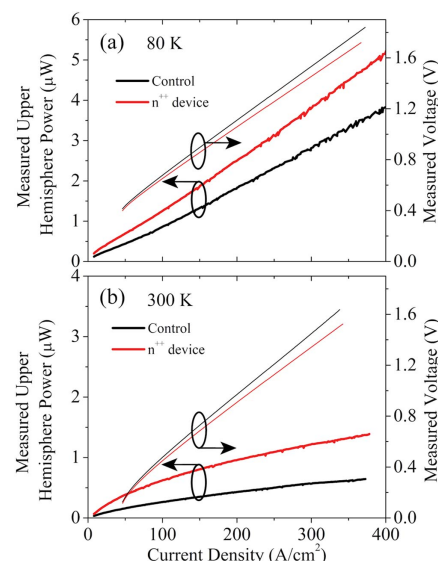 (a)
80 K
Control
n⁺⁺ device
6
5
4
3
2
1
0
Measured Upper
Hemisphere Power (µW)
1.6
1.2
0.8
0.4
0.0
Measured Voltage (V)
(b)
300 K
Control
n⁺⁺ device
4
3
2
1
0
Measured Upper
Hemisphere Power (µW)
1.6
1.2
0.8
0.4
0.0
Measured Voltage (V)
0 100 200 300 400
Current Density (A/cm²)